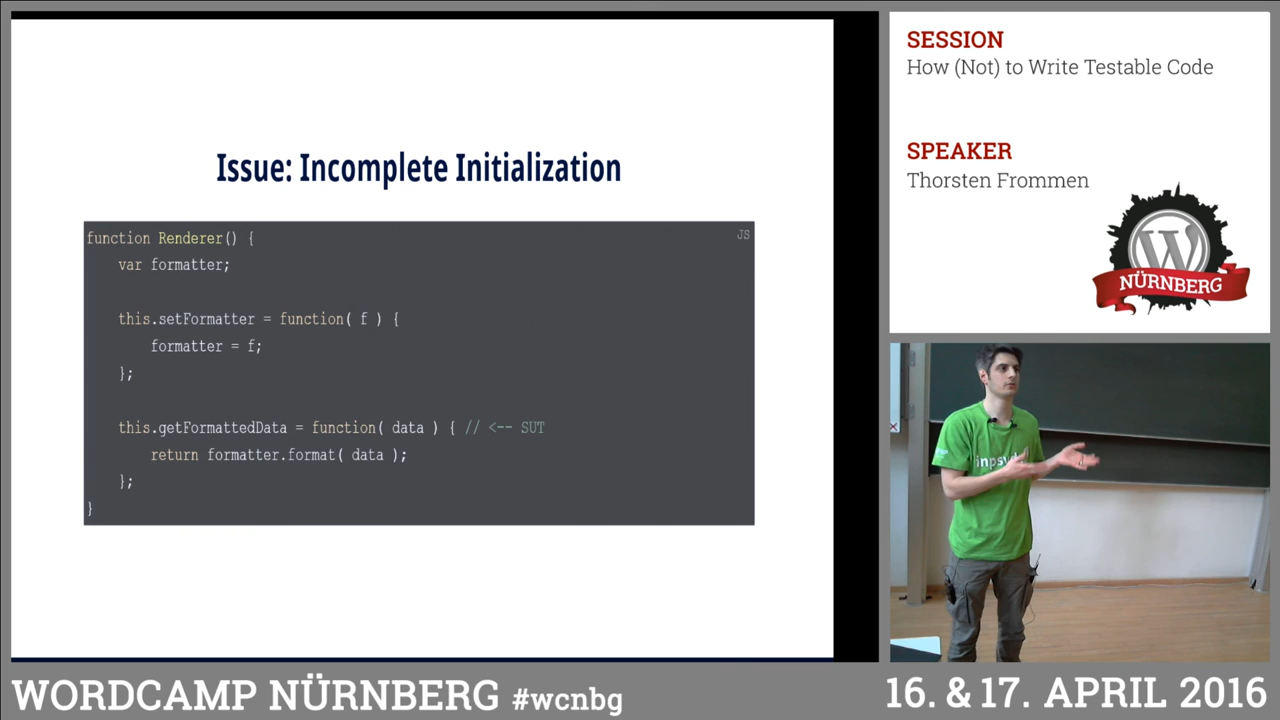 Issue: Incomplete Initialization
function Renderer() {
JS
var formatter;
this.setFormatter = function( f ) {
formatter = f;
};
this.getFormattedData = function( data ) { // <-- SUT
return formatter.format( data );
};
}
SESSION
How (Not) to Write Testable Code
SPEAKER
Thorsten Frommen
W
NÜRNBERG
WORDCAMP NÜRNBERG #wcnbg
16. & 17. APRIL 2016